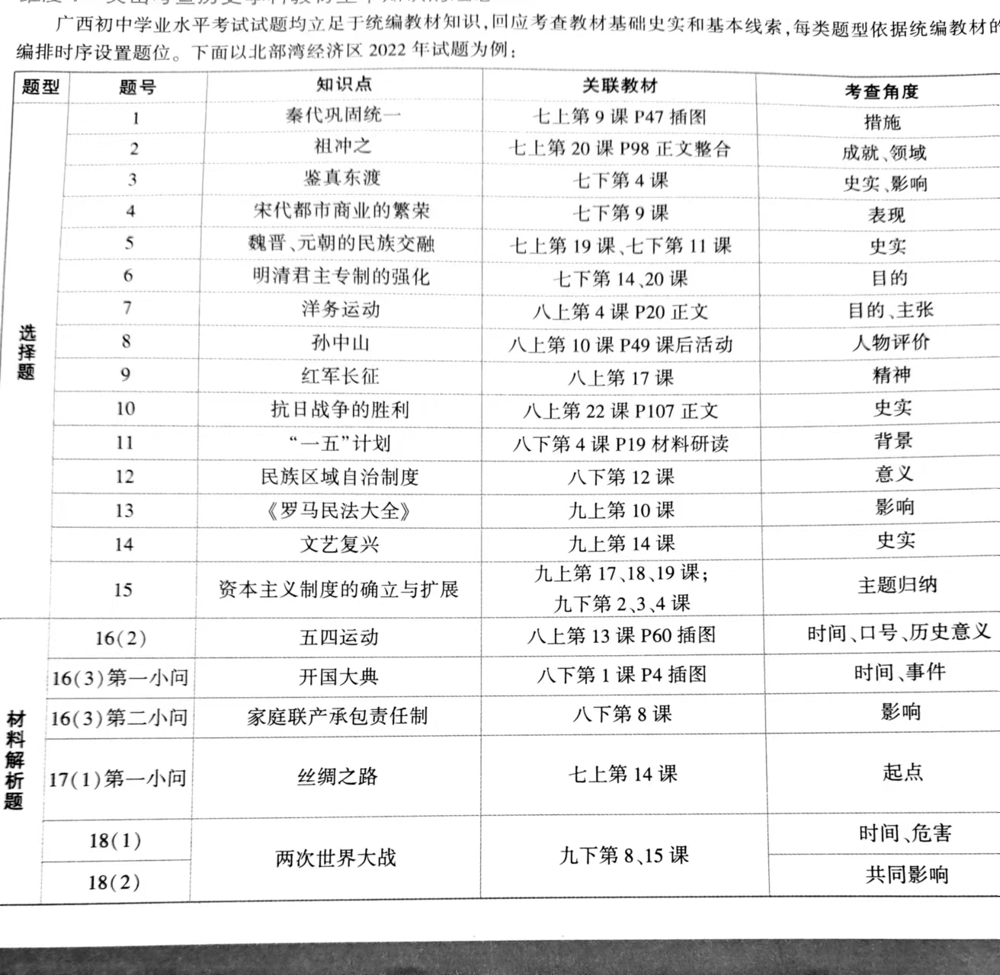 广西初中学业水平考试试题均立足于统编教材知识,回应考查教材基础史实和基本线索,每类题型依据统编教材的
编排时序设置题位。下面以北部湾经济区 2022 年试题为例:
题型 题号 知识点 关联教材 考查角度
选择题
1 秦代巩固统一 七上第 9 课 P47 插图 措施
2 祖冲之 七上第 20 课 P98 正文整合 成就、领域
3 鉴真东渡 七下第 4 课 史实、影响
4 宋代都市商业的繁荣 七下第 9 课 表现
5 魏晋、元朝的民族交融 七上第 19 课、七下第 11 课 史实
6 明清君主专制的强化 七下第 14、20 课 目的
7 洋务运动 八上第 4 课 P20 正文 目的、主张
8 孙中山 八上第 10 课 P49 课后活动 人物评价
9 红军长征 八上第 17 课 精神
10 抗日战争的胜利 八上第 22 课 P107 正文 史实
11 “一五”计划 八下第 4 课 P19 材料研读 背景
12 民族区域自治制度 八下第 12 课 意义
13 《罗马民法大全》 九上第 10 课 影响
14 文艺复兴 九上第 14 课 史实
15 资本主义制度的确立与扩展 九上第 17、18、19 课; 主题归纳
九下第 2、3、4 课
材料解析题
16(2) 五四运动 八上第 13 课 P60 插图 时间、口号、历史意义
16(3)第一小问 开国大典 八下第 1 课 P4 插图 时间、事件
16(3)第二小问 家庭联产承包责任制 八下第 8 课 影响
17(1)第一小问 丝绸之路 七上第 14 课 起点
18(1) 两次世界大战 九下第 8、15 课 时间、危害
18(2) 共同影响